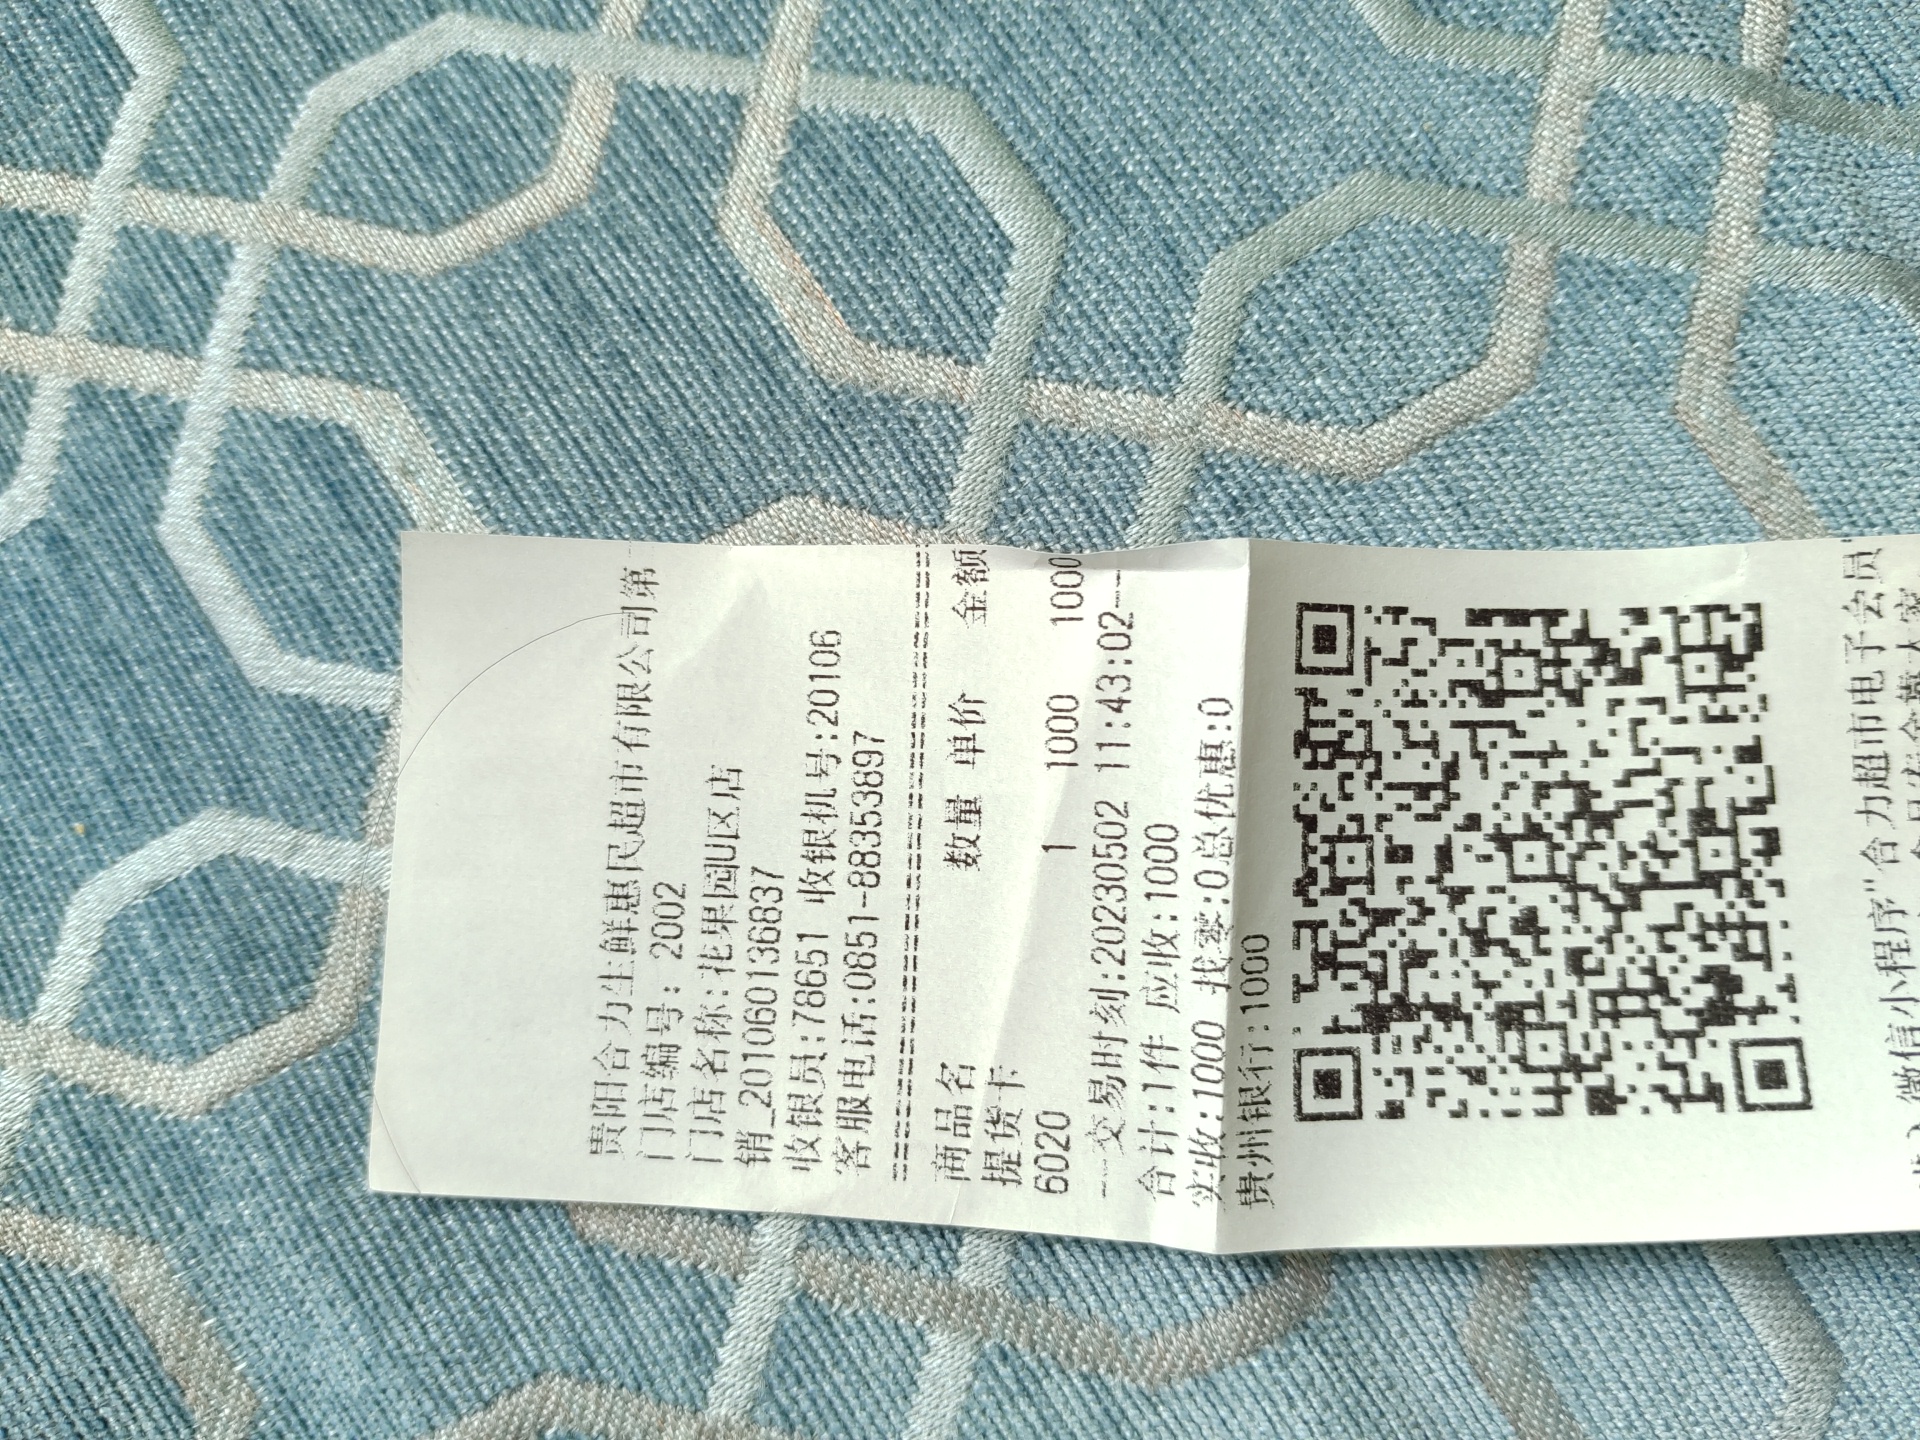 贵阳合力生鲜惠民超市有限公司第
门店编号: 2002
门店名称:花果园U区店
销_20106013​6837
收银员:78651 收银机号:20106
客服电话:0851-88353897
商品名 数量 单价 金额
提货卡
6020 1 1000 1000
--交易时刻:20230502 11:43:02--
合计:1件 应收:1000
实收:1000 找零:0总优惠:0
贵州银行:1000
微信小程序"合力超市电子会员